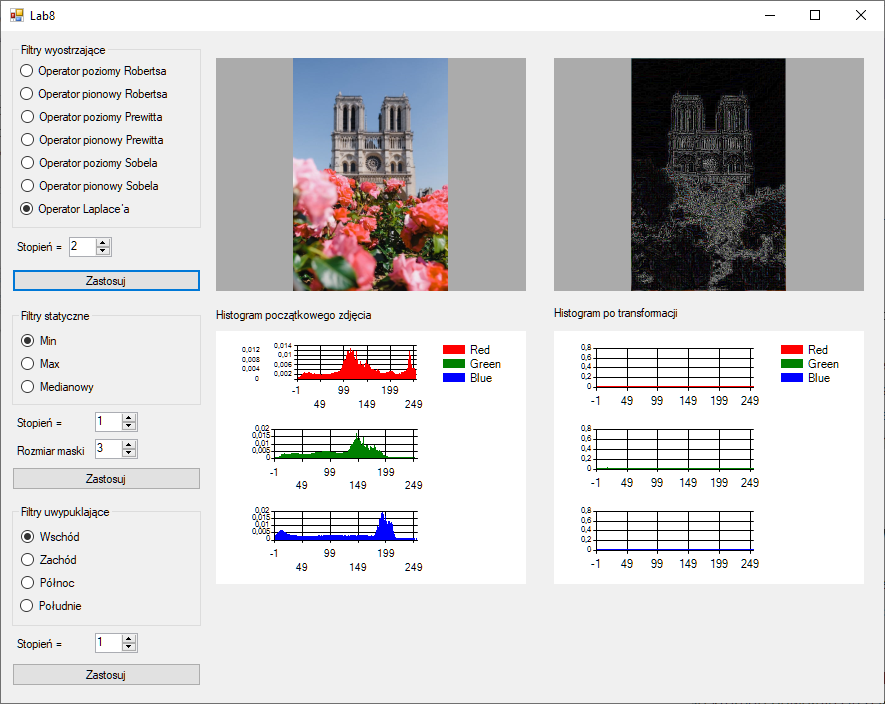 Lab8
Filtry wyostrzające
Operator poziomy Robertsa
Operator pionowy Robertsa
Operator poziomy Prewitta
Operator pionowy Prewitta
Operator poziomy Sobela
Operator pionowy Sobela
Operator Laplace'a
Stopień = 2
Zastosuj
Filtry statyczne
Min
Max
Medianowy
Stopień = 1
Rozmiar maski 3
Zastosuj
Filtry uwypuklające
Wschód
Zachód
Północ
Południe
Stopień = 1
Zastosuj
Histogram początkowego zdjęcia
0,014
0,012
0,01
0,008
0,006
0,004
0,002
0
-1 99 199
49 149 249
Red
Green
Blue
0,02
0,015
0,01
0,005
0
-1 99 199
49 149 249
0,02
0,015
0,01
0,005
0
-1 99 199
49 149 249
Histogram po transformacji
0,8
0,6
0,4
0,2
0
-1 49 99 149 199 249
Red
Green
Blue
0,8
0,6
0,4
0,2
0
-1 49 99 149 199 249
0,8
0,6
0,4
0,2
0
-1 49 99 149 199 249